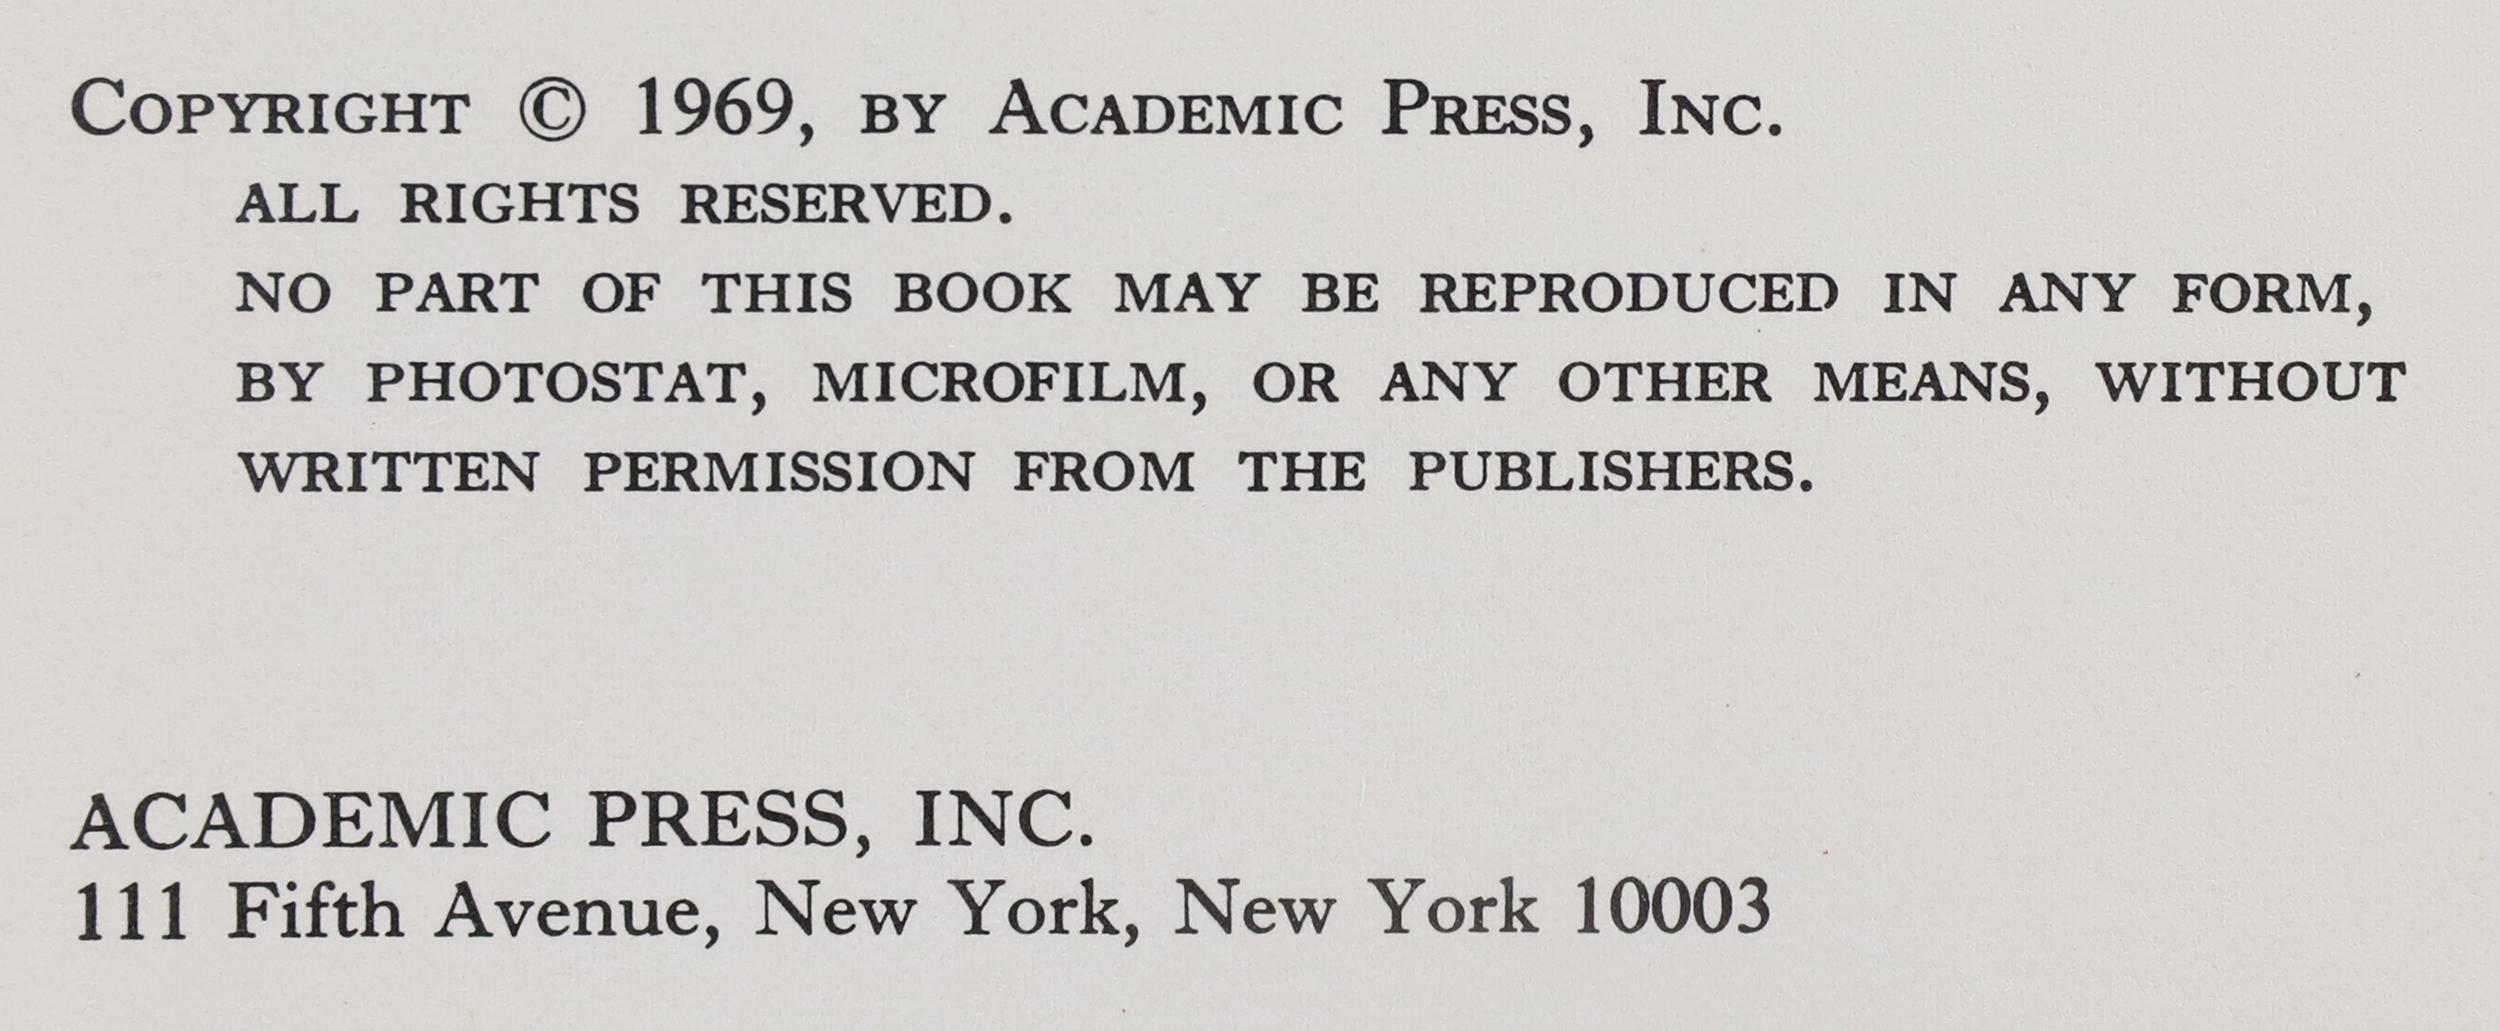 Copyright © 1969, by Academic Press, Inc.
ALL RIGHTS RESERVED.
NO PART OF THIS BOOK MAY BE REPRODUCED IN ANY FORM,
BY PHOTOSTAT, MICROFILM, OR ANY OTHER MEANS, WITHOUT
WRITTEN PERMISSION FROM THE PUBLISHERS.
ACADEMIC PRESS, INC.
111 Fifth Avenue, New York, New York 10003